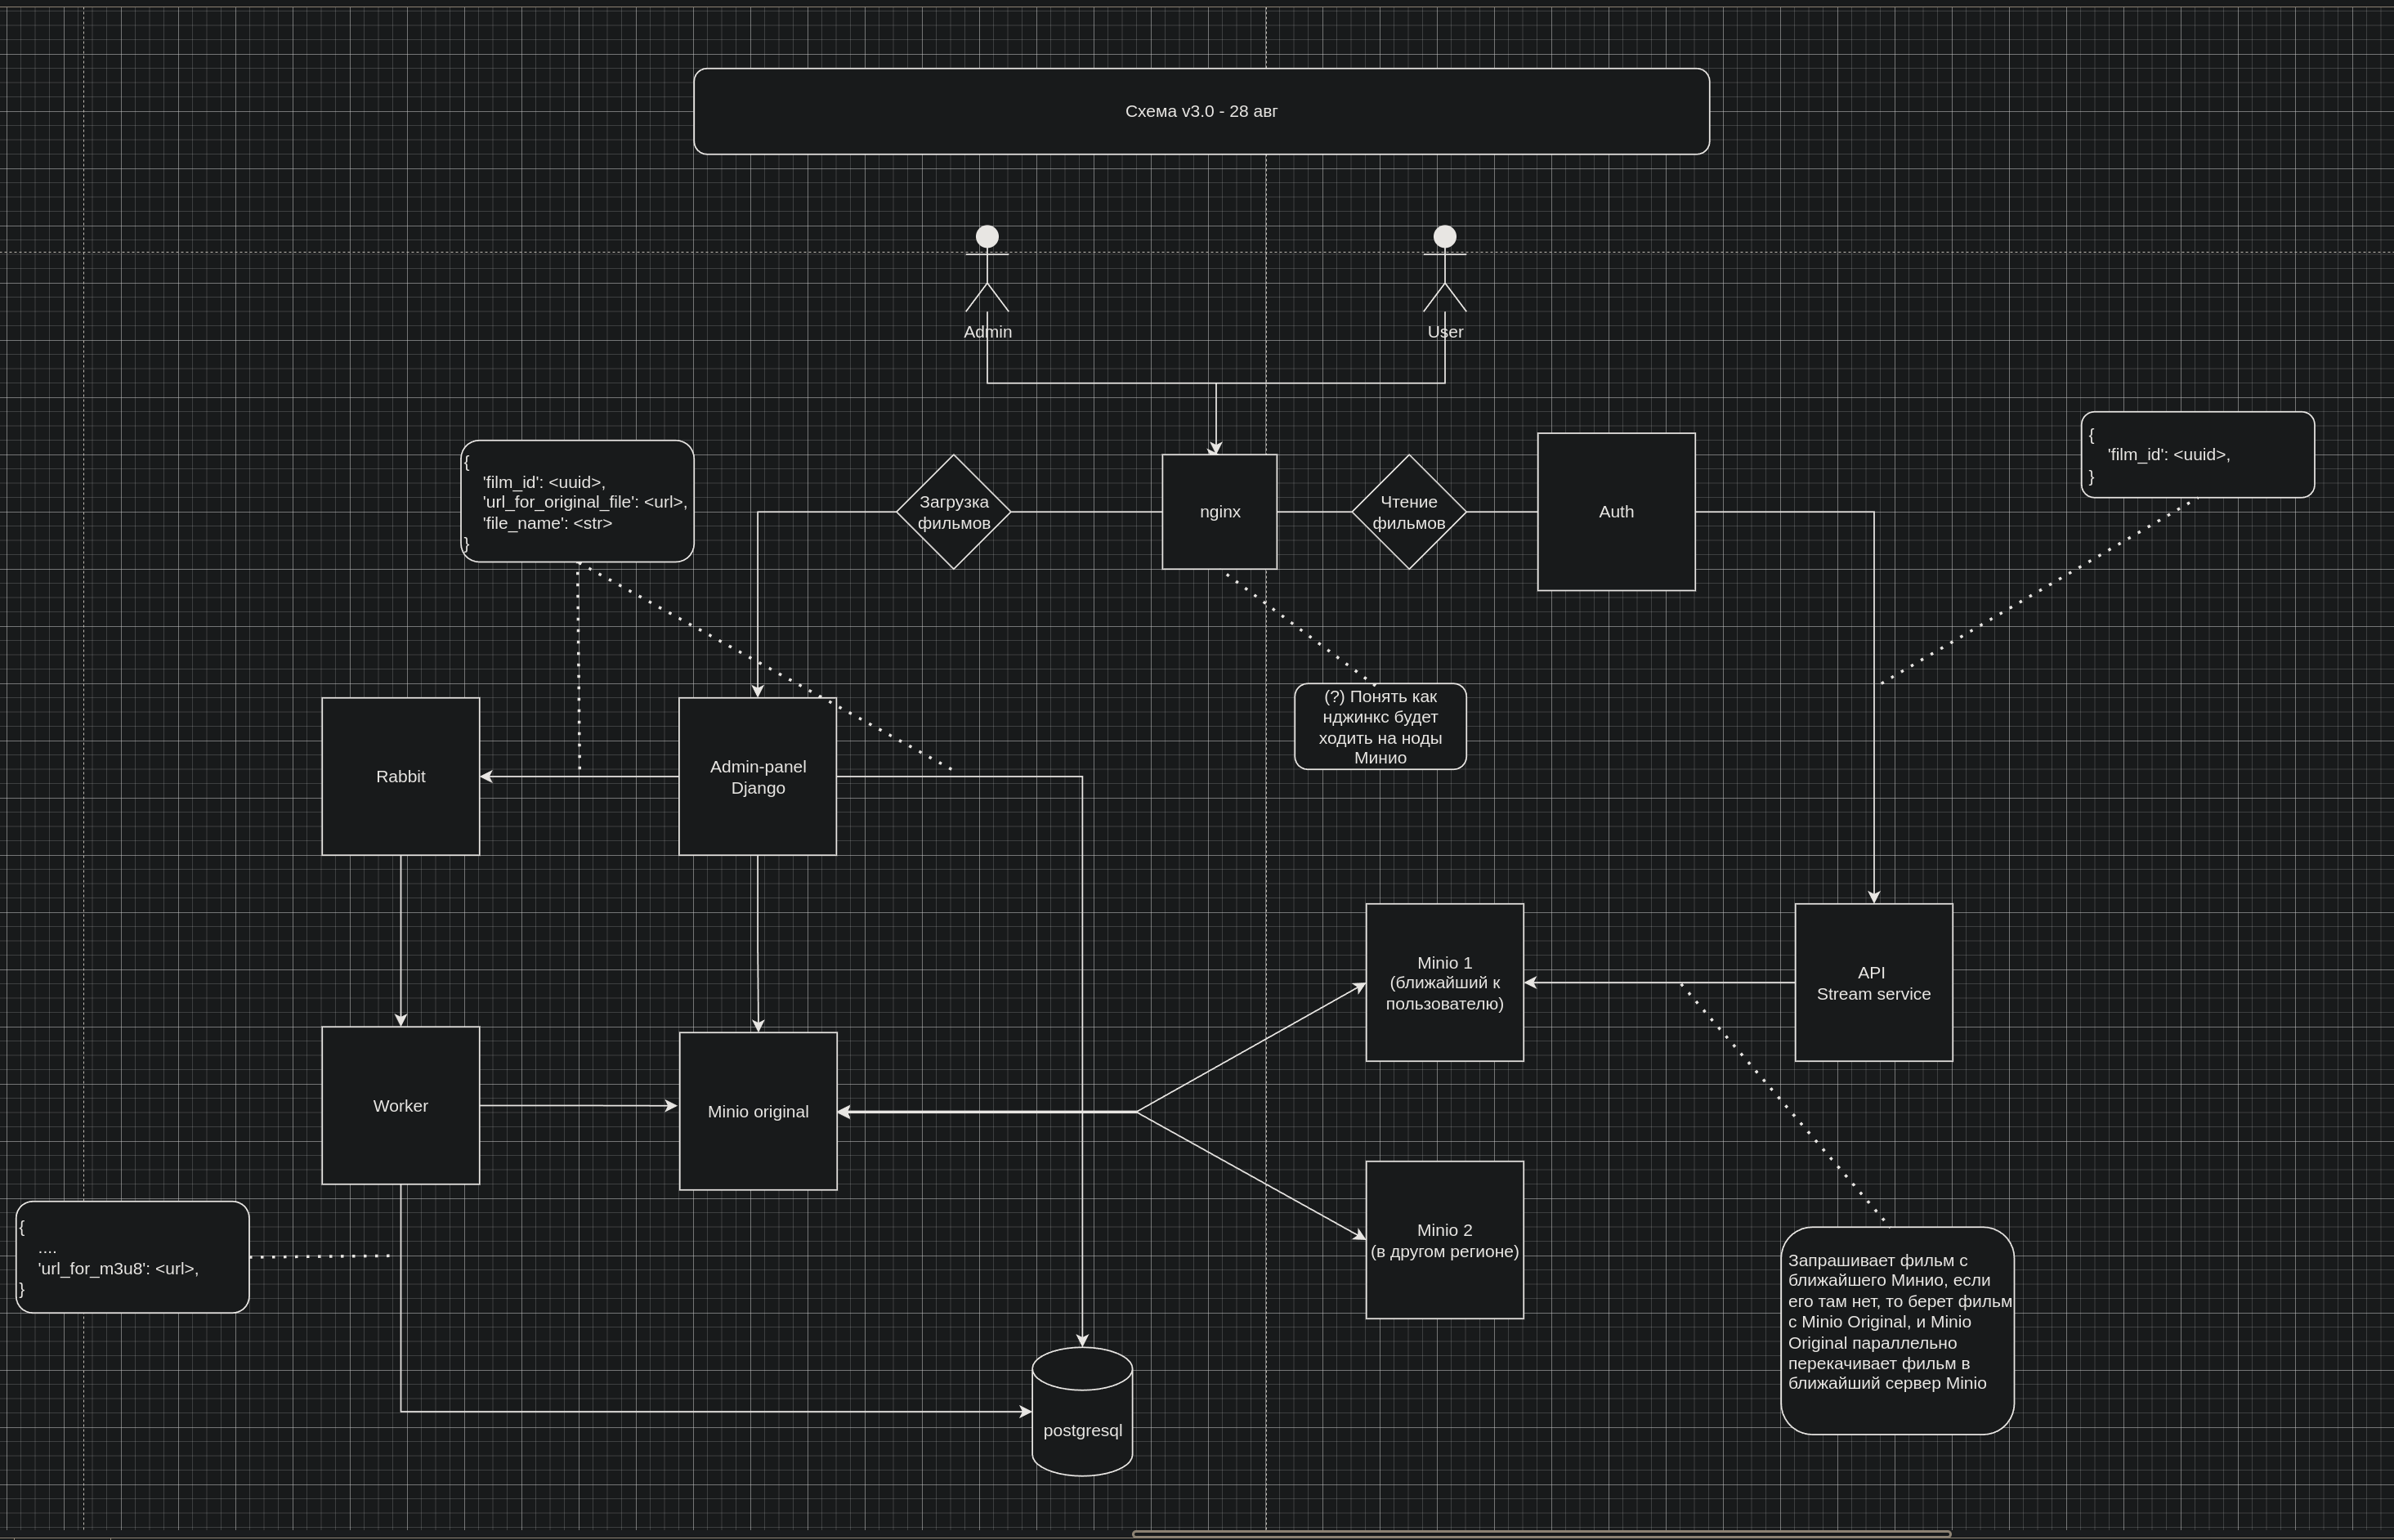 Схема v3.0 - 28 авг
Admin
User
{
'film_id': <uuid>,
'url_for_original_file': <url>,
'file_name': <str>
}
Загрузка
фильмов
nginx
Чтение
фильмов
Auth
{
'film_id': <uuid>,
}
(?) Понять как
нджинкс будет
ходить на ноды
Минио
Rabbit
Admin-panel
Django
Minio 1
(ближайший к
пользователю)
API
Stream service
Worker
Minio original
Minio 2
(в другом регионе)
{
....
'url_for_m3u8': <url>,
}
Запрашивает фильм с
ближайшего Минио, если
его там нет, то берет фильм
с Minio Original, и Minio
Original параллельно
перекачивает фильм в
ближайший сервер Minio
postgresql